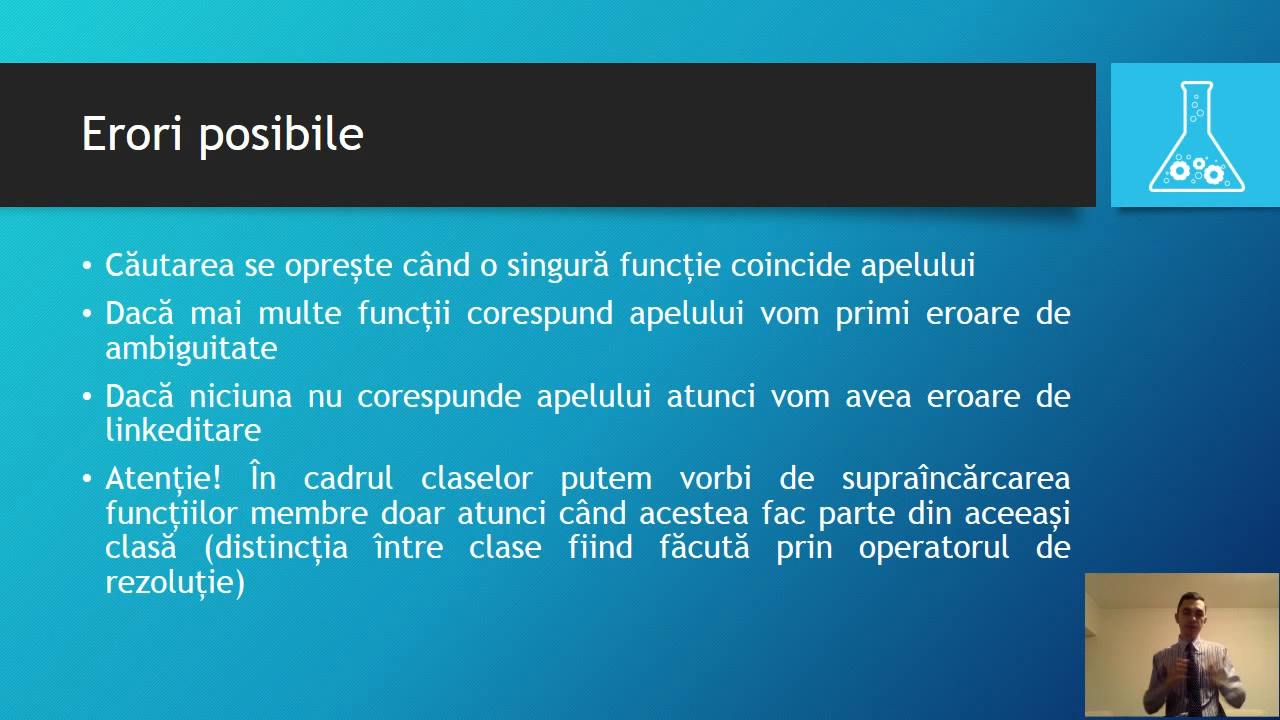 Erori posibile
• Căutarea se oprește când o singură funcție coincide apelului
• Dacă mai multe funcții corespund apelului vom primi eroare de
ambiguitate
• Dacă niciuna nu corespunde apelului atunci vom avea eroare de
linkeditare
• Atenție! În cadrul claselor putem vorbi de supraîncărcarea
funcțiilor membre doar atunci când acestea fac parte din aceeași
clasă (distincția între clase fiind făcută prin operatorul de
rezoluție)